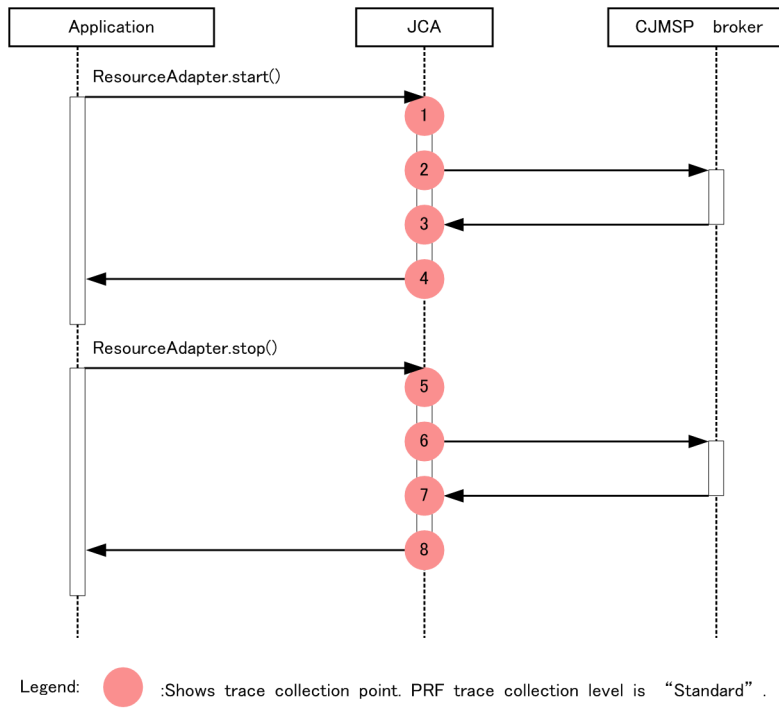 Application
JCA
CJMSP broker
ResourceAdapter.start()
1
2
3
4
ResourceAdapter.stop()
5
6
7
8
Legend: :Shows trace collection point. PRF trace collection level is “Standard”.